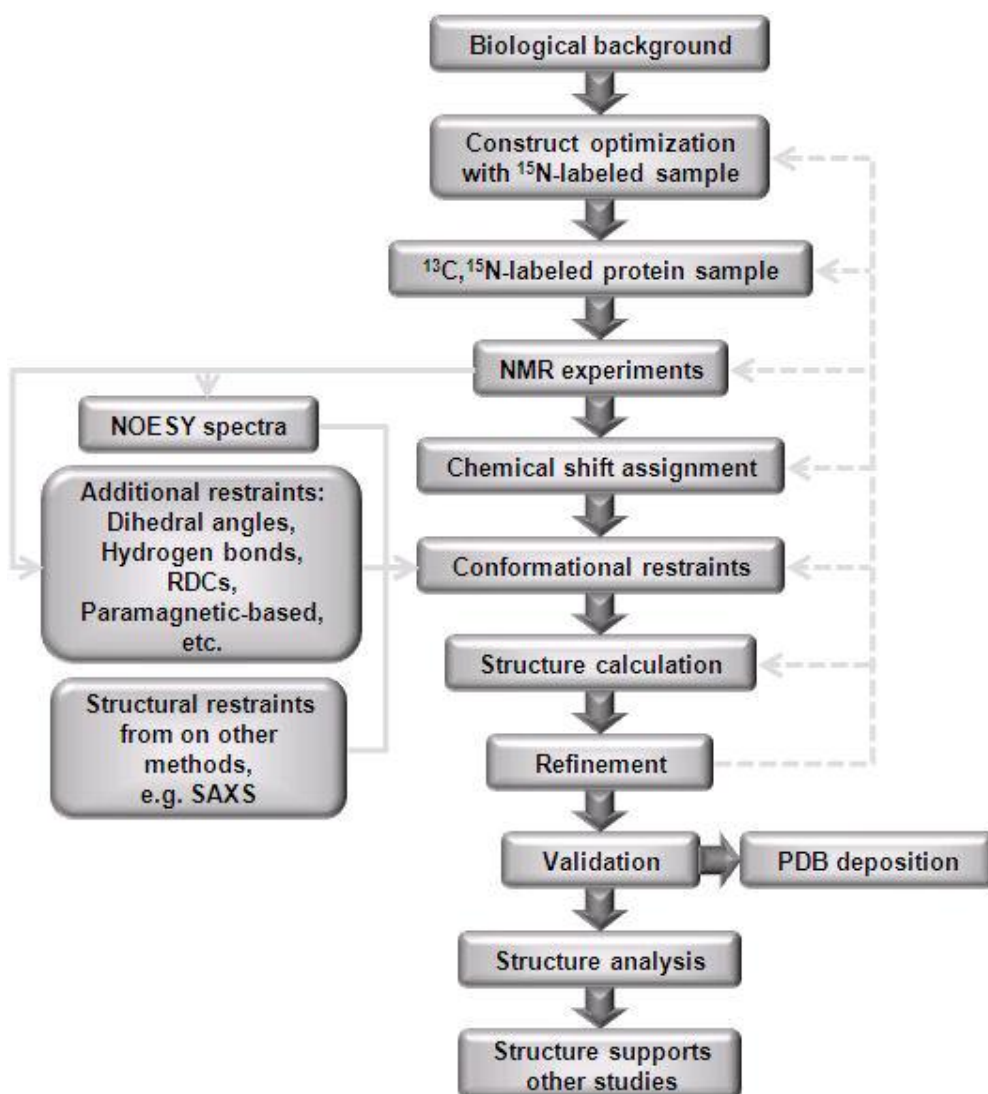 Biological background
Construct optimization
with ¹⁵N-labeled sample
¹³C,¹⁵N-labeled protein sample
NMR experiments
NOESY spectra
Chemical shift assignment
Additional restraints:
Dihedral angles,
Hydrogen bonds,
RDCs,
Paramagnetic-based,
etc.
Conformational restraints
Structure calculation
Structural restraints
from on other
methods,
e.g. SAXS
Refinement
Validation
PDB deposition
Structure analysis
Structure supports
other studies